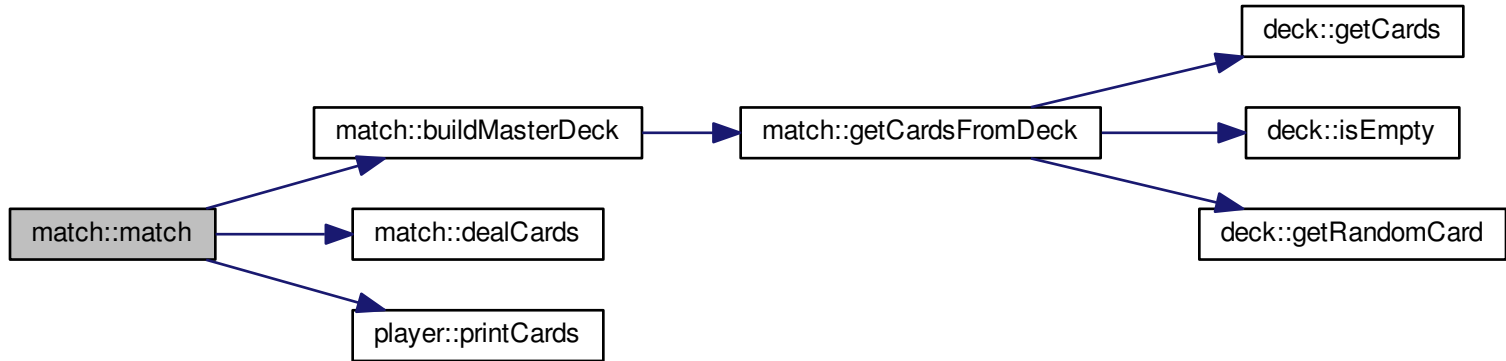 match::match
match::buildMasterDeck
match::dealCards
player::printCards
match::getCardsFromDeck
deck::getCards
deck::isEmpty
deck::getRandomCard